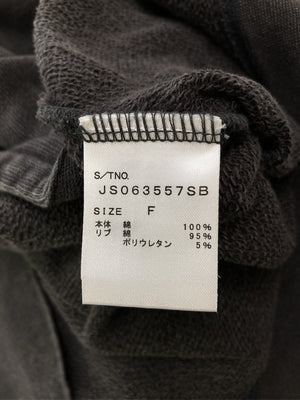 S/TNO.
JS063557SB
SIZE F
本体 綿 100%
リブ 綿 95%
ポリウレタン 5%